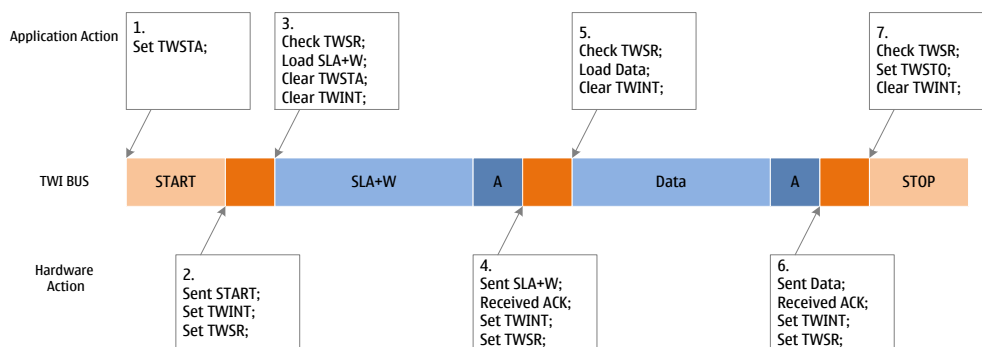 Application Action
1.
Set TWSTA;
3.
Check TWSR;
Load SLA+W;
Clear TWSTA;
Clear TWINT;
5.
Check TWSR;
Load Data;
Clear TWINT;
7.
Check TWSR;
Set TWSTO;
Clear TWINT;
TWI BUS
START
SLA+W
A
Data
A
STOP
Hardware
Action
2.
Sent START;
Set TWINT;
Set TWSR;
4.
Sent SLA+W;
Received ACK;
Set TWINT;
Set TWSR;
6.
Sent Data;
Received ACK;
Set TWINT;
Set TWSR;